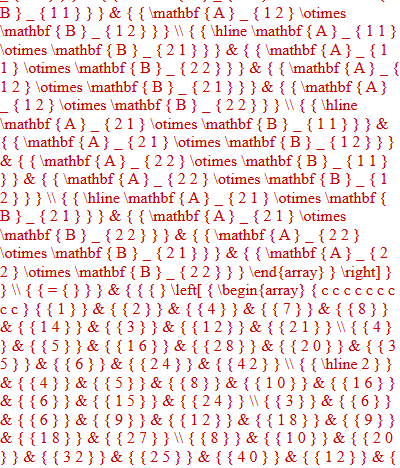 B } _ { 1 1 } } } & { { \mathbf { A } _ { 1 2 } \otimes
\mathbf { B } _ { 1 2 } } } \\ { { \hline \mathbf { A } _ { 1 1 }
\otimes \mathbf { B } _ { 2 1 } } } & { { \mathbf { A } _ { 1
1 } \otimes \mathbf { B } _ { 2 2 } } } & { { \mathbf { A } _ {
1 2 } \otimes \mathbf { B } _ { 2 1 } } } & { { \mathbf { A }
_ { 1 2 } \otimes \mathbf { B } _ { 2 2 } } } \\ { { \hline
\mathbf { A } _ { 2 1 } \otimes \mathbf { B } _ { 1 1 } } } &
{ { \mathbf { A } _ { 2 1 } \otimes \mathbf { B } _ { 1 2 } } }
& { { \mathbf { A } _ { 2 2 } \otimes \mathbf { B } _ { 1 1 }
} } & { { \mathbf { A } _ { 2 2 } \otimes \mathbf { B } _ { 1
2 } } } \\ { { \hline \mathbf { A } _ { 2 1 } \otimes \mathbf {
B } _ { 2 1 } } } & { { \mathbf { A } _ { 2 1 } \otimes
\mathbf { B } _ { 2 2 } } } & { { \mathbf { A } _ { 2 2 }
\otimes \mathbf { B } _ { 2 1 } } } & { { \mathbf { A } _ { 2
2 } \otimes \mathbf { B } _ { 2 2 } } } \end{array} } \right] }
} \\ { { = { } } } & { { { } \left[ { \begin{array} { c c c c c c c
c c } { { 1 } } & { { 2 } } & { { 4 } } & { { 7 } } & { { 8 } }
& { { 1 4 } } & { { 3 } } & { { 1 2 } } & { { 2 1 } } \\ { { 4 }
} & { { 5 } } & { { 1 6 } } & { { 2 8 } } & { { 2 0 } } & { { 3
5 } } & { { 6 } } & { { 2 4 } } & { { 4 2 } } \\ { { \hline 2 } }
& { { 4 } } & { { 5 } } & { { 8 } } & { { 1 0 } } & { { 1 6 } }
& { { 6 } } & { { 1 5 } } & { { 2 4 } } \\ { { 3 } } & { { 6 }
} & { { 6 } } & { { 9 } } & { { 1 2 } } & { { 1 8 } } & { { 9 } }
& { { 1 8 } } & { { 2 7 } } \\ { { 8 } } & { { 1 0 } } & { { 2 0
} } & { { 3 2 } } & { { 2 5 } } & { { 4 0 } } & { { 1 2 } } & {